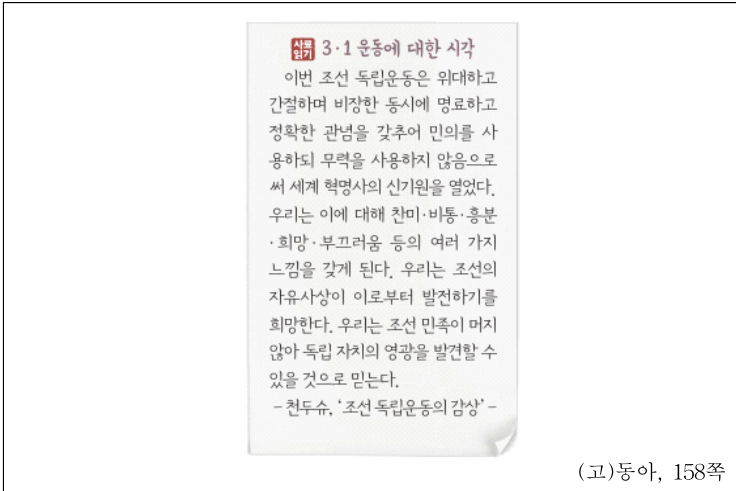 사료
읽기 3·1 운동에 대한 시각
이번 조선 독립운동은 위대하고
간절하며 비장한 동시에 명료하고
정확한 관념을 갖추어 민의를 사
용하되 무력을 사용하지 않음으로
써 세계 혁명사의 신기원을 열었다.
우리는 이에 대해 찬미·비통·흥분
·희망·부끄러움 등의 여러 가지
느낌을 갖게 된다. 우리는 조선의
자유사상이 이로부터 발전하기를
희망한다. 우리는 조선 민족이 머지
않아 독립 자치의 영광을 발견할 수
있을 것으로 믿는다.
- 천두슈, ‘조선 독립운동의 감상’ -
(고)동아, 158쪽